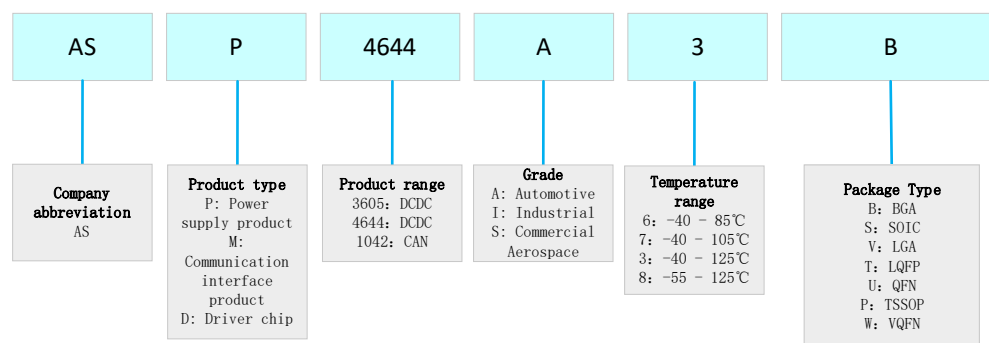 AS
P
4644
A
3
B
Company
abbreviation
AS
Product type
P: Power
supply product
M:
Communication
interface
product
D: Driver chip
Product range
3605: DCDC
4644: DCDC
1042: CAN
Grade
A: Automotive
I: Industrial
S: Commercial
Aerospace
Temperature
range
6: -40 - 85℃
7: -40 - 105℃
3: -40 - 125℃
8: -55 - 125℃
Package Type
B: BGA
S: SOIC
V: LGA
T: LQFP
U: QFN
P: TSSOP
W: VQFN